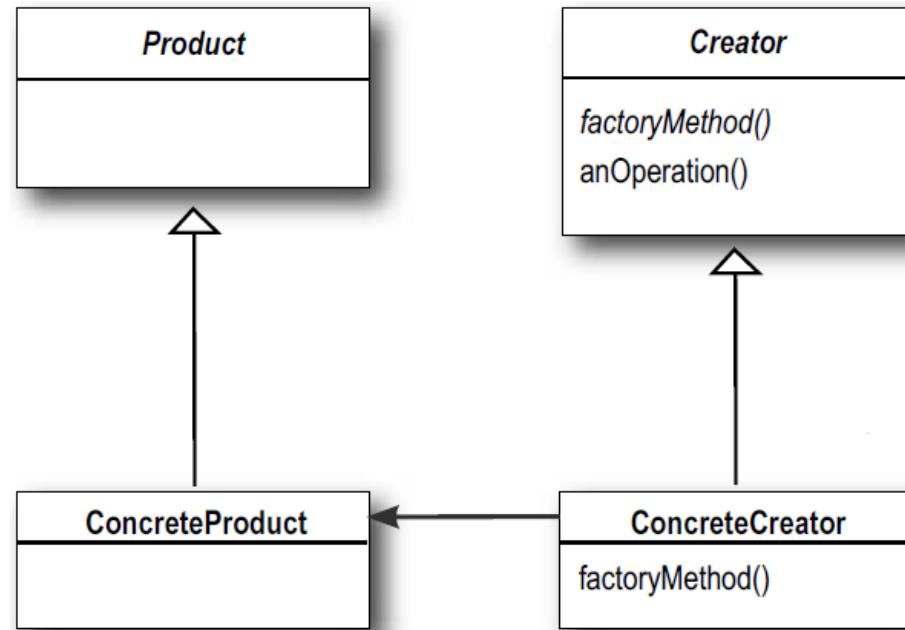 Product
Creator
factoryMethod()
anOperation()
ConcreteProduct
ConcreteCreator
factoryMethod()